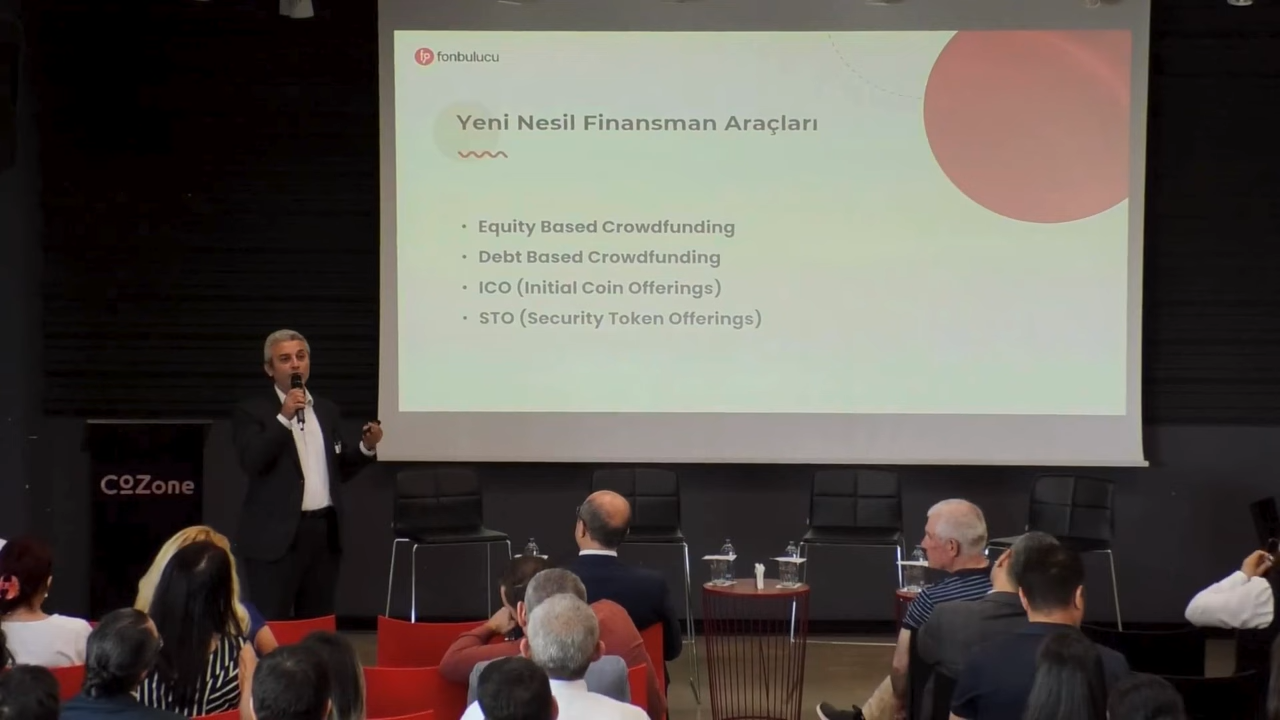 fp fonbulucu
Yeni Nesil Finansman Araçları
• Equity Based Crowdfunding
• Debt Based Crowdfunding
• ICO (Initial Coin Offerings)
• STO (Security Token Offerings)
CoZone